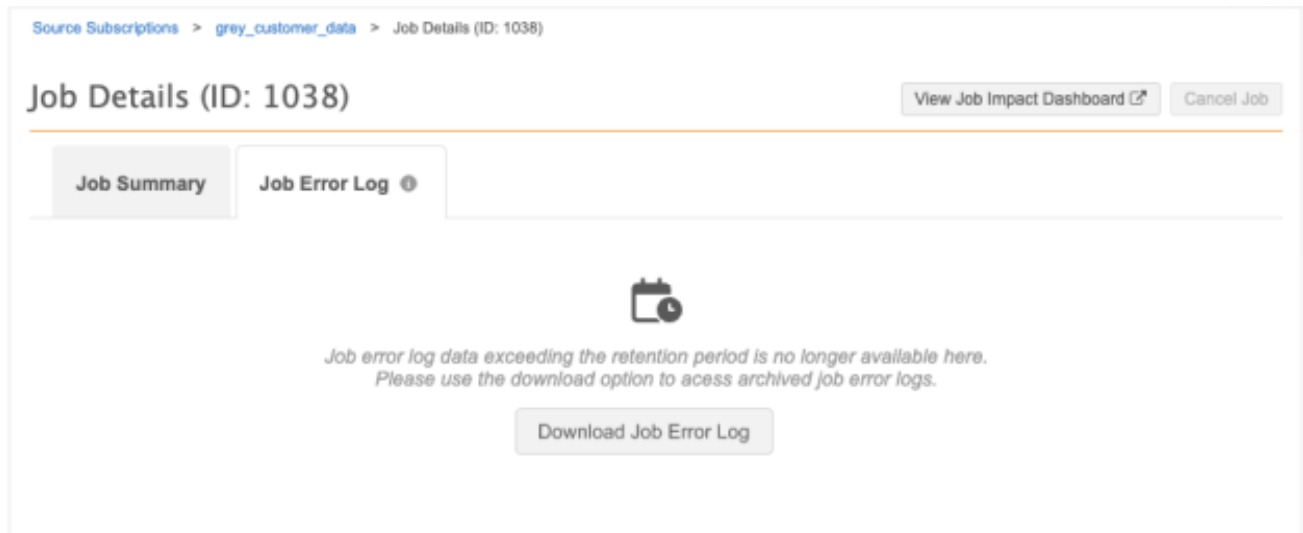 Source Subscriptions > grey_customer_data > Job Details (ID: 1038)
Job Details (ID: 1038)
View Job Impact Dashboard
Cancel Job
Job Summary
Job Error Log
Job error log data exceeding the retention period is no longer available here.
Please use the download option to acess archived job error logs.
Download Job Error Log